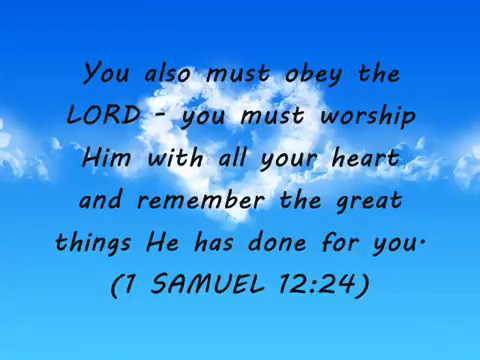 You also must obey the
LORD - you must worship
Him with all your heart
and remember the great
things He has done for you.
(1 SAMUEL 12:24)